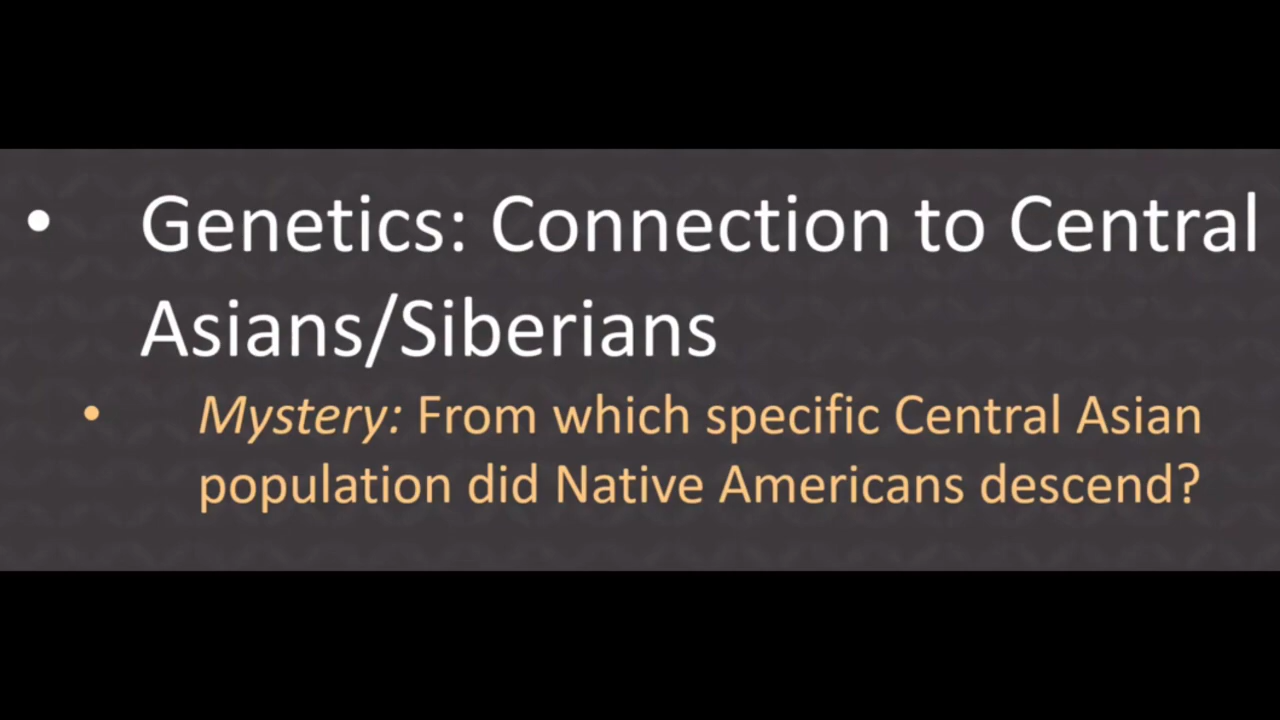 • Genetics: Connection to Central
Asians/Siberians
• Mystery: From which specific Central Asian
population did Native Americans descend?